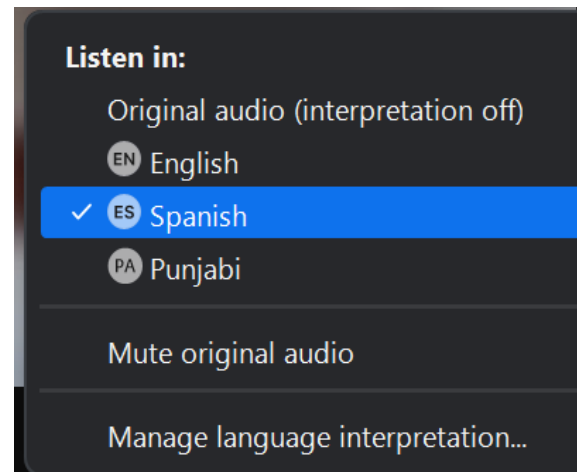 Listen in:
Original audio (interpretation off)
EN English
ES Spanish
PA Punjabi
Mute original audio
Manage language interpretation...